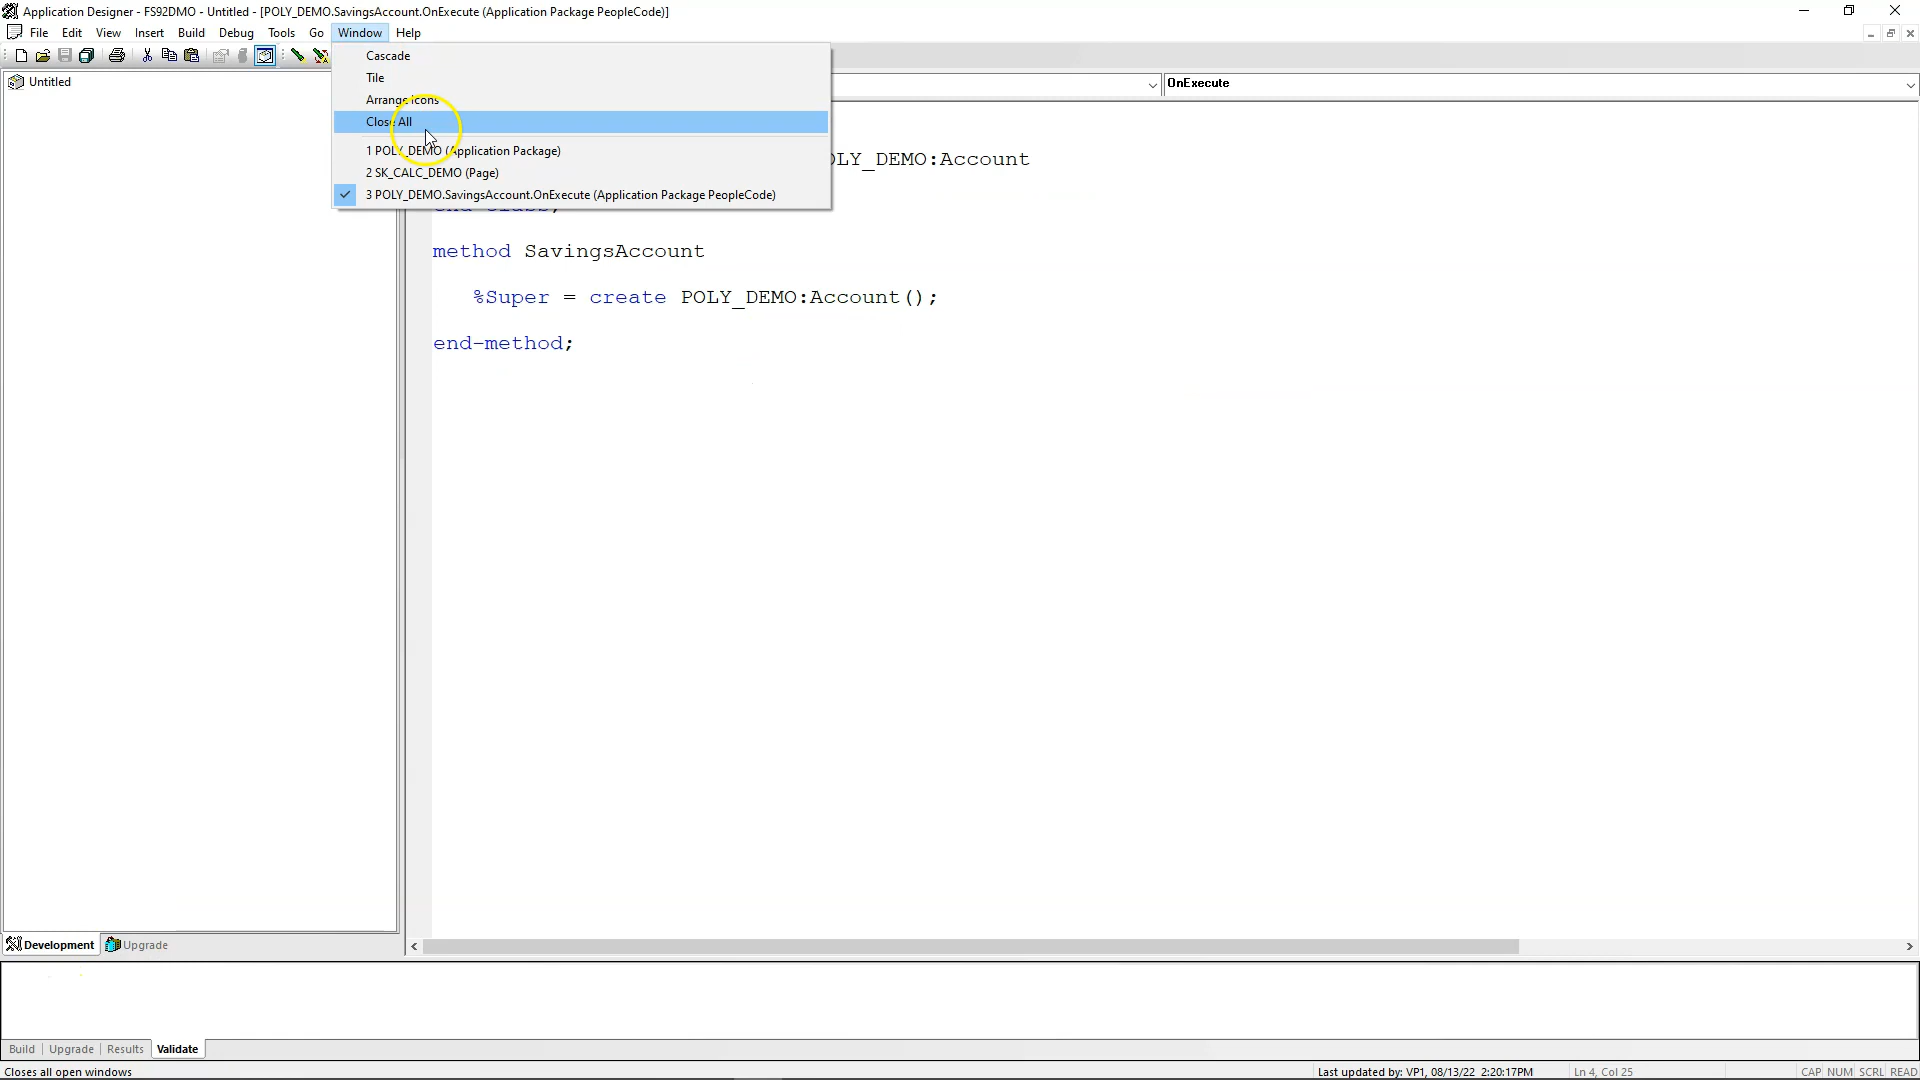 Application Designer - FS92DMO - Untitled - [POLY_DEMO.SavingsAccount.OnExecute (Application Package PeopleCode)]
File Edit View Insert Build Debug Tools Go Window Help
Cascade
Tile
Arrange Icons
Close All
1 POLY_DEMO (Application Package)
2 SK_CALC_DEMO (Page)
3 POLY_DEMO.SavingsAccount.OnExecute (Application Package PeopleCode)
Untitled
OnExecute
OLY_DEMO:Account
end-class;
method SavingsAccount
%Super = create POLY_DEMO:Account();
end-method;
Development Upgrade
Build Upgrade Results Validate
Closes all open windows
Last updated by: VP1, 08/13/22 2:20:17PM
Ln 4, Col 25
CAP NUM SCRL READ